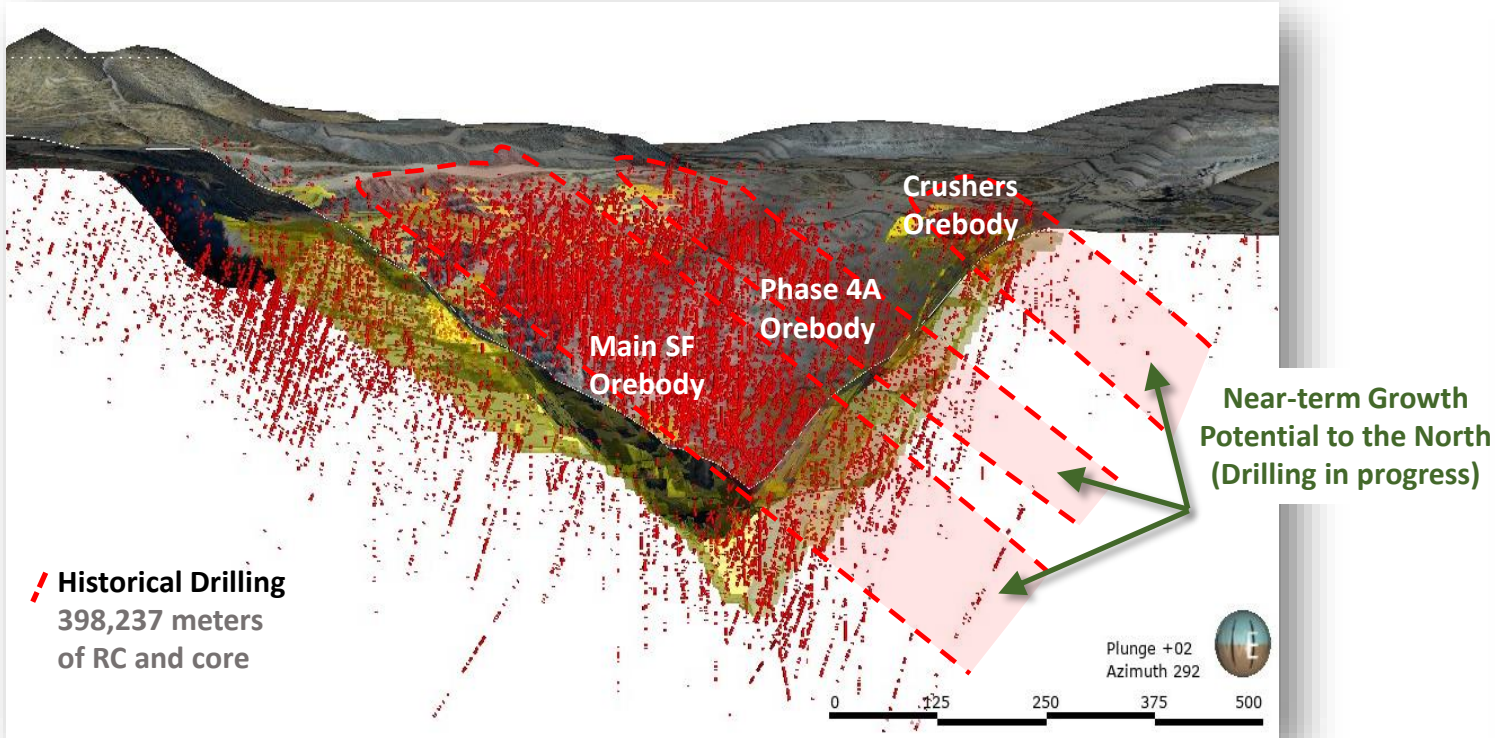 Crushers
Orebody
Phase 4A
Orebody
Main SF
Orebody
Near-term Growth
Potential to the North
(Drilling in progress)
Historical Drilling
398,237 meters
of RC and core
Plunge +02
Azimuth 292
E
0 125 250 375 500